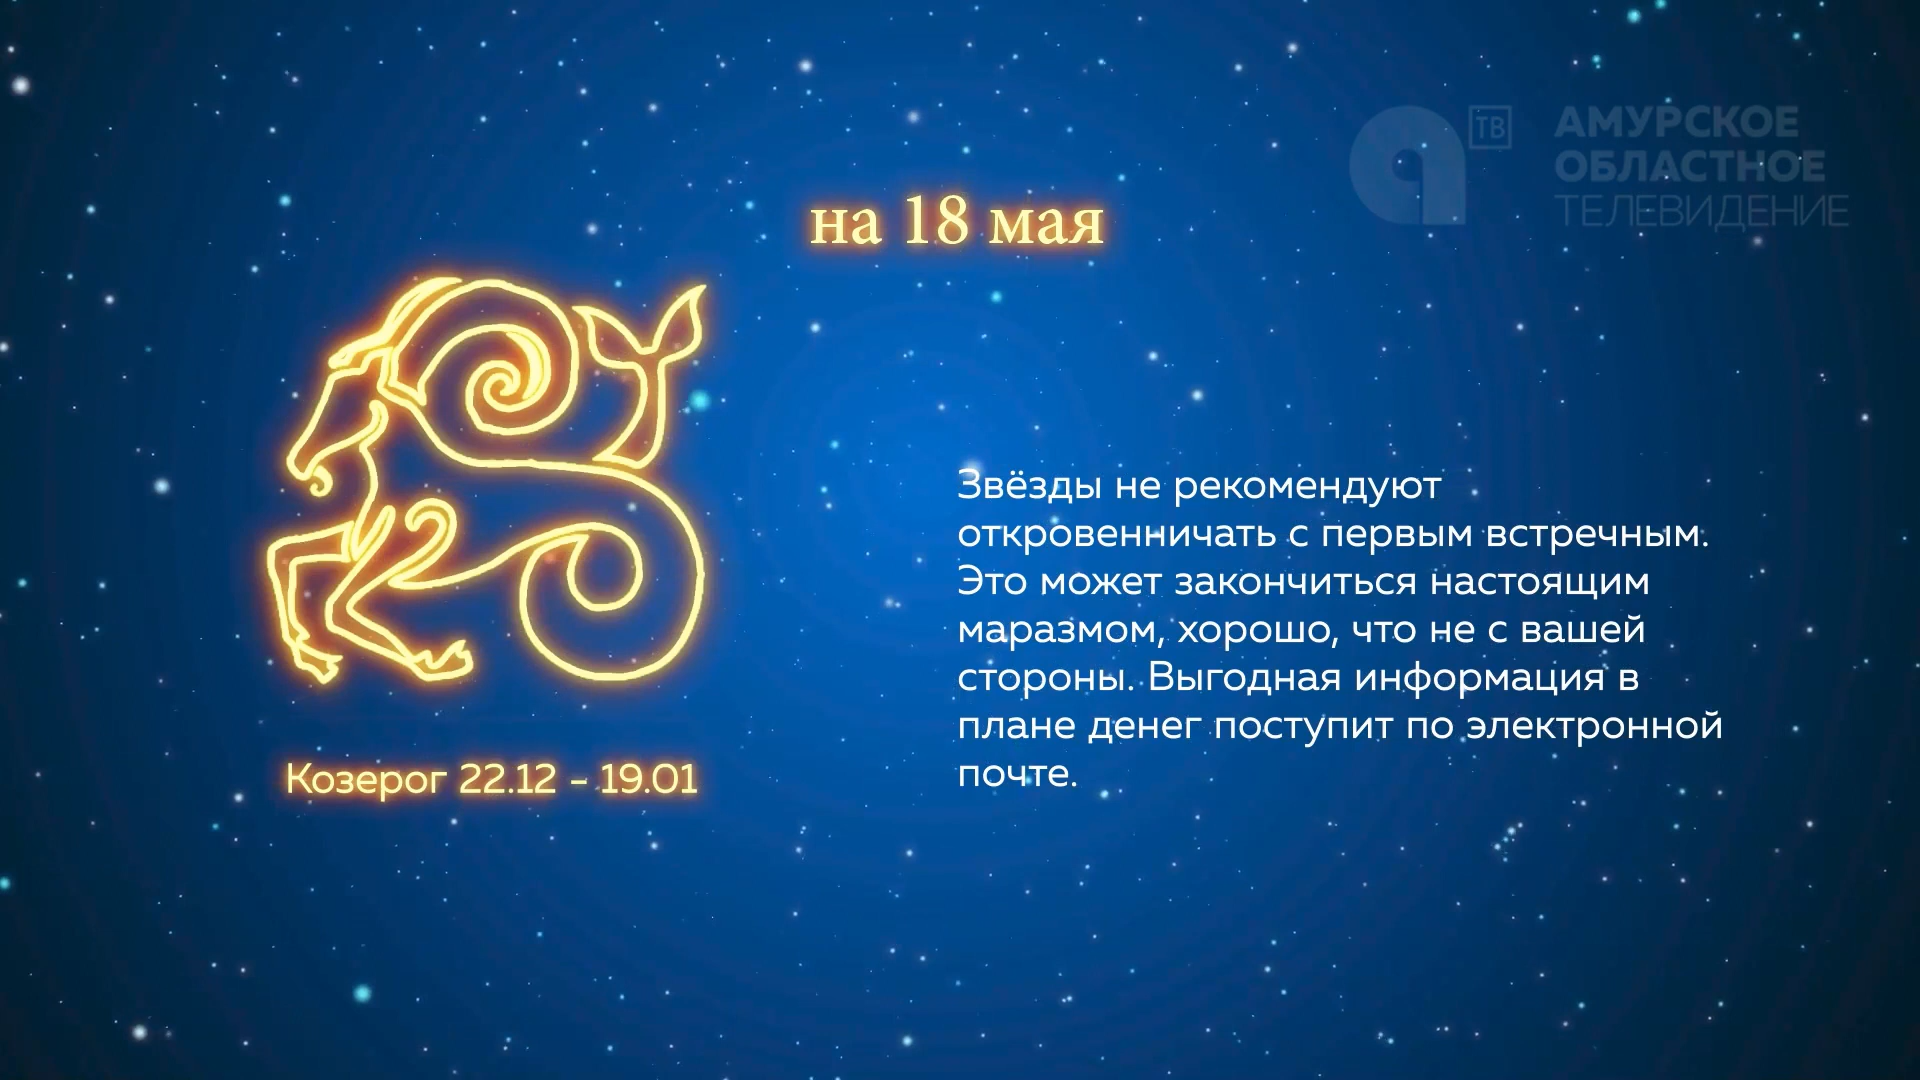 ТВ
АМУРСКОЕ
ОБЛАСТНОЕ
ТЕЛЕВИДЕНИЕ
на 18 мая
Звёзды не рекомендуют
откровенничать с первым встречным.
Это может закончиться настоящим
маразмом, хорошо, что не с вашей
стороны. Выгодная информация в
плане денег поступит по электронной
почте.
Козерог 22.12 - 19.01